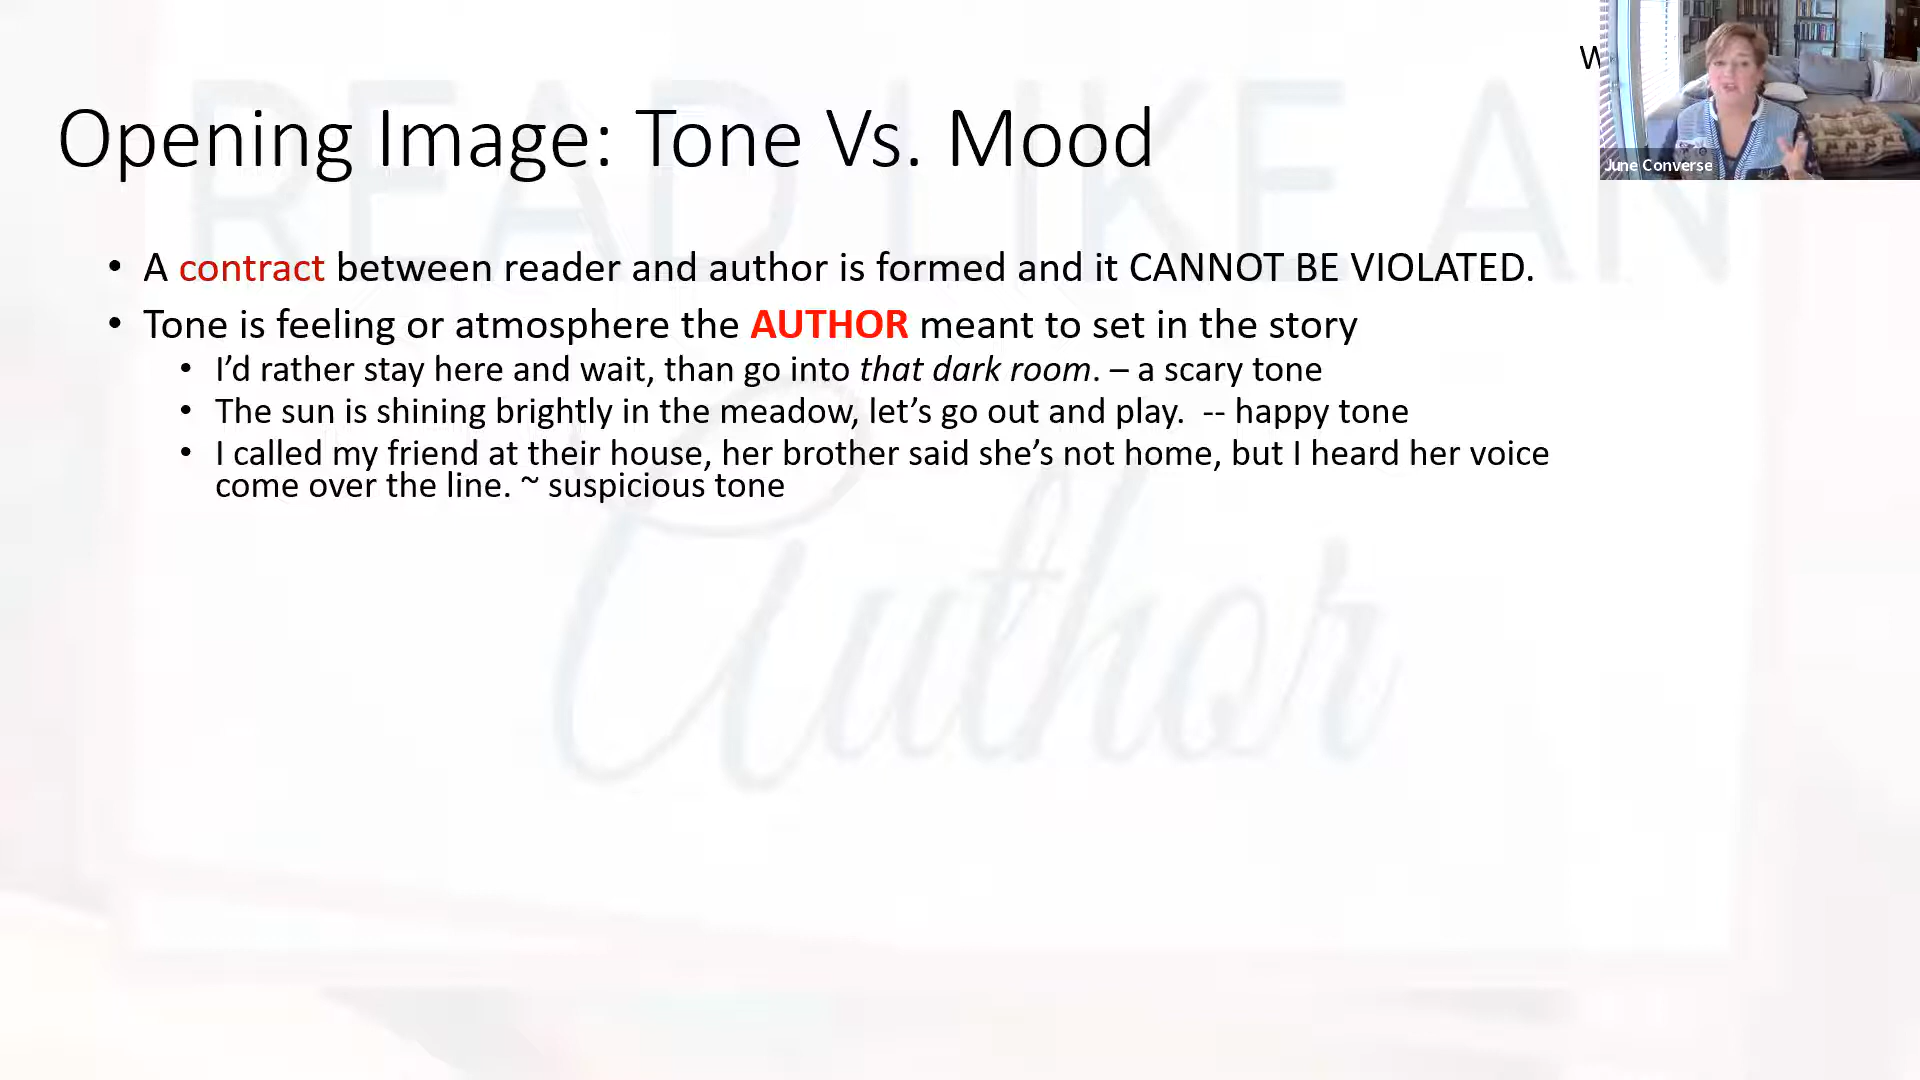 Opening Image: Tone Vs. Mood
June Converse
• A contract between reader and author is formed and it CANNOT BE VIOLATED.
• Tone is feeling or atmosphere the AUTHOR meant to set in the story
• I’d rather stay here and wait, than go into that dark room. – a scary tone
• The sun is shining brightly in the meadow, let’s go out and play.  -- happy tone
• I called my friend at their house, her brother said she’s not home, but I heard her voice
come over the line. ~ suspicious tone
READ LIKE AN
Author